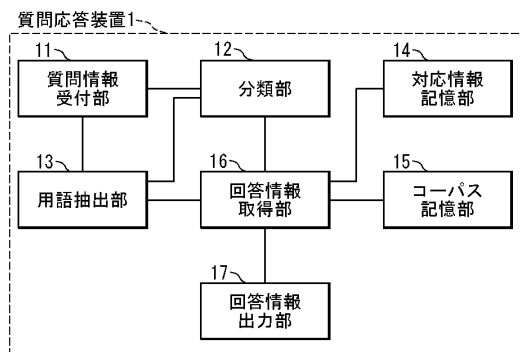 質問応答装置1
11
質問情報
受付部
12
分類部
14
対応情報
記憶部
13
用語抽出部
16
回答情報
取得部
15
コーパス
記憶部
17
回答情報
出力部